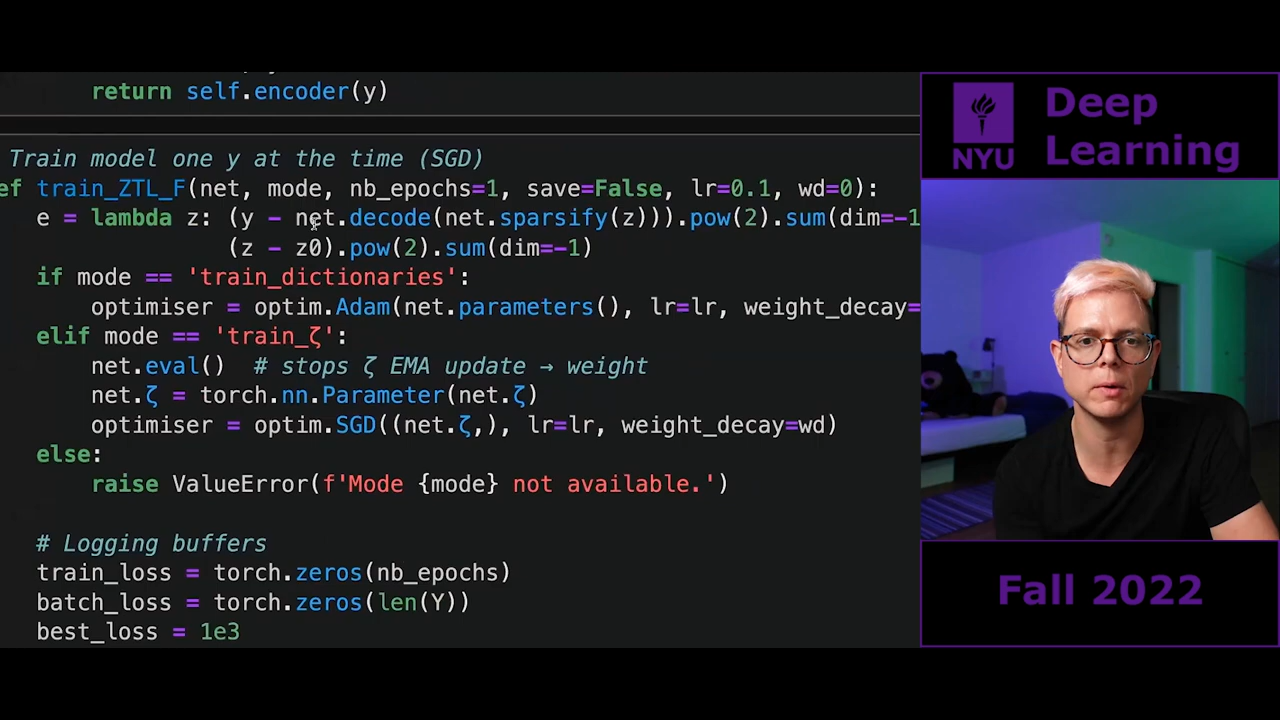 return self.encoder(y)
Train model one y at the time (SGD)
ef train_ZTL_F(net, mode, nb_epochs=1, save=False, lr=0.1, wd=0):
e = lambda z: (y - net.decode(net.sparsify(z))).pow(2).sum(dim=-1
(z - z0).pow(2).sum(dim=-1)
if mode == 'train_dictionaries':
optimiser = optim.Adam(net.parameters(), lr=lr, weight_decay=
elif mode == 'train_ζ':
net.eval()  # stops ζ EMA update → weight
net.ζ = torch.nn.Parameter(net.ζ)
optimiser = optim.SGD((net.ζ,), lr=lr, weight_decay=wd)
else:
raise ValueError(f'Mode {mode} not available.')
# Logging buffers
train_loss = torch.zeros(nb_epochs)
batch_loss = torch.zeros(len(Y))
best_loss = 1e3
NYU
Deep
Learning
Fall 2022